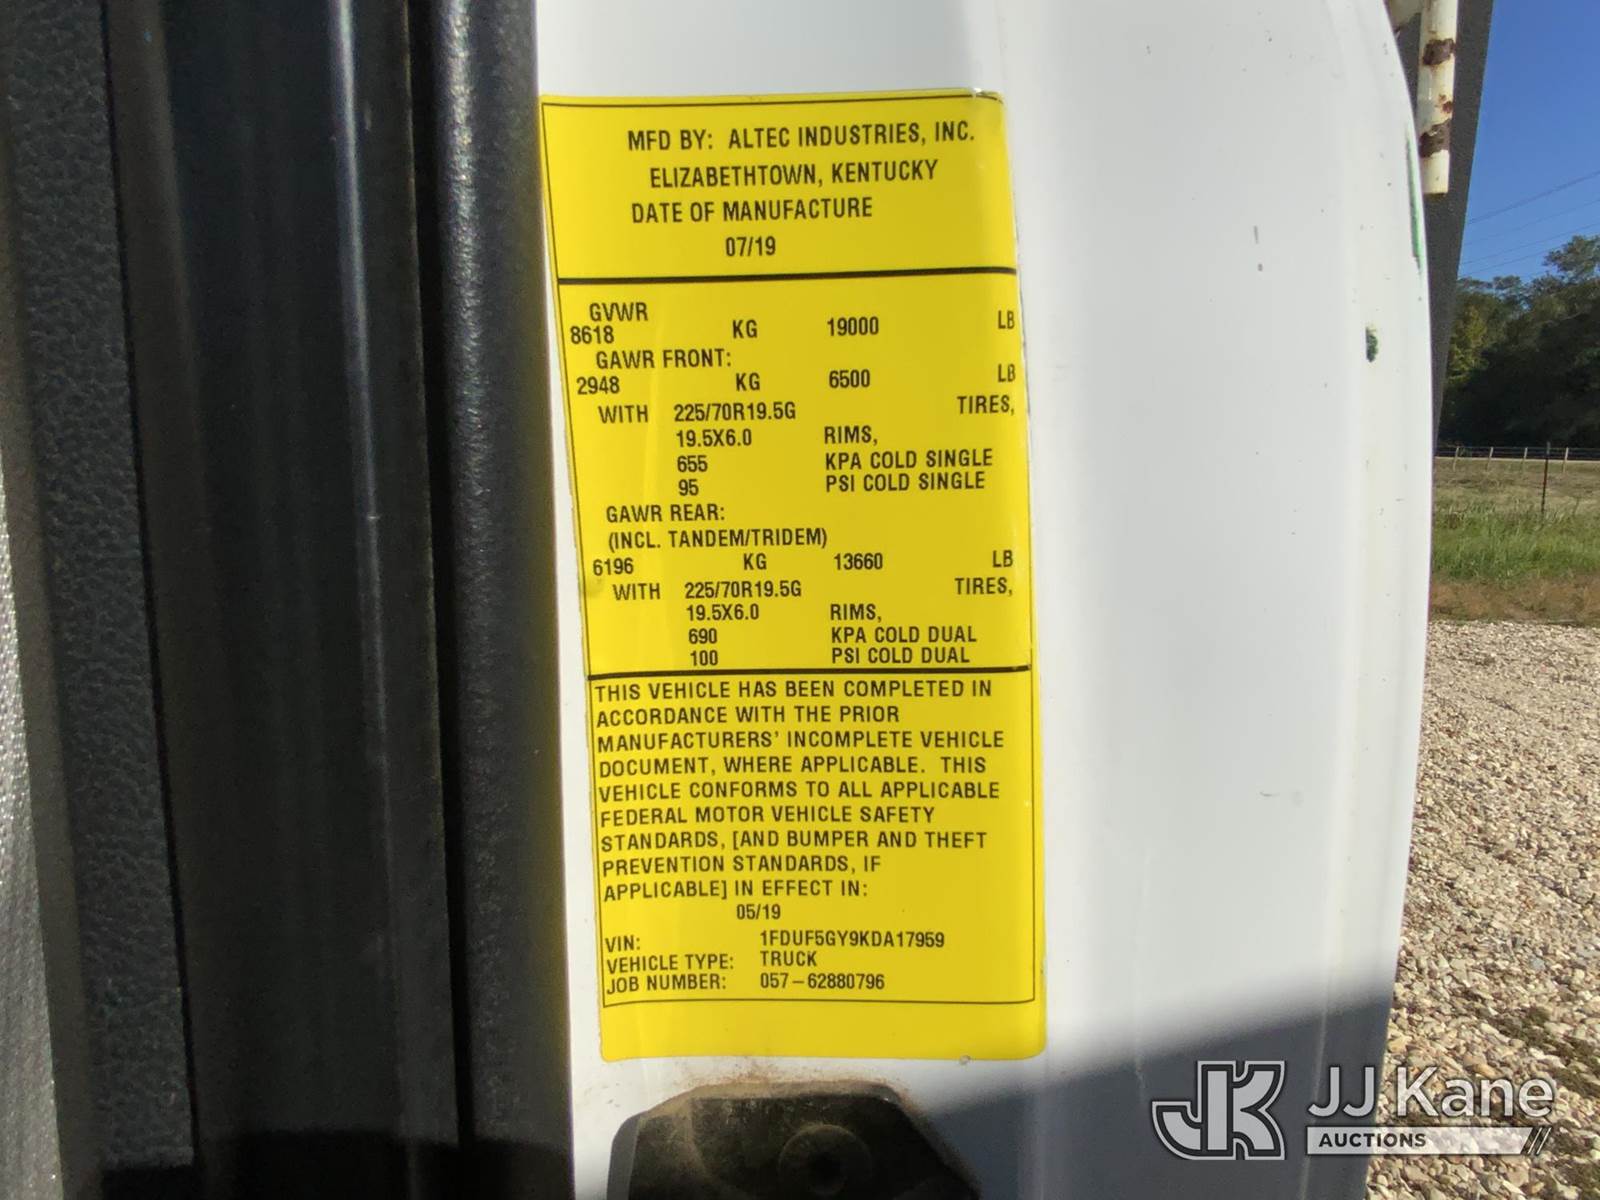 MFD BY: ALTEC INDUSTRIES, INC.
ELIZABETHTOWN, KENTUCKY
DATE OF MANUFACTURE
07/19
GVWR
8618 KG 19000 LB
GAWR FRONT:
2948 KG 6500 LB
WITH 225/70R19.5G TIRES,
19.5X6.0 RIMS,
655 KPA COLD SINGLE
95 PSI COLD SINGLE
GAWR REAR:
(INCL. TANDEM/TRIDEM)
6196 KG 13660 LB
WITH 225/70R19.5G TIRES,
19.5X6.0 RIMS,
690 KPA COLD DUAL
100 PSI COLD DUAL
THIS VEHICLE HAS BEEN COMPLETED IN
ACCORDANCE WITH THE PRIOR
MANUFACTURERS' INCOMPLETE VEHICLE
DOCUMENT, WHERE APPLICABLE. THIS
VEHICLE CONFORMS TO ALL APPLICABLE
FEDERAL MOTOR VEHICLE SAFETY
STANDARDS, [AND BUMPER AND THEFT
PREVENTION STANDARDS, IF
APPLICABLE] IN EFFECT IN:
05/19
VIN: 1FDUF5GY9KDA17959
VEHICLE TYPE: TRUCK
JOB NUMBER: 057-62880796
JK JJ Kane
AUCTIONS